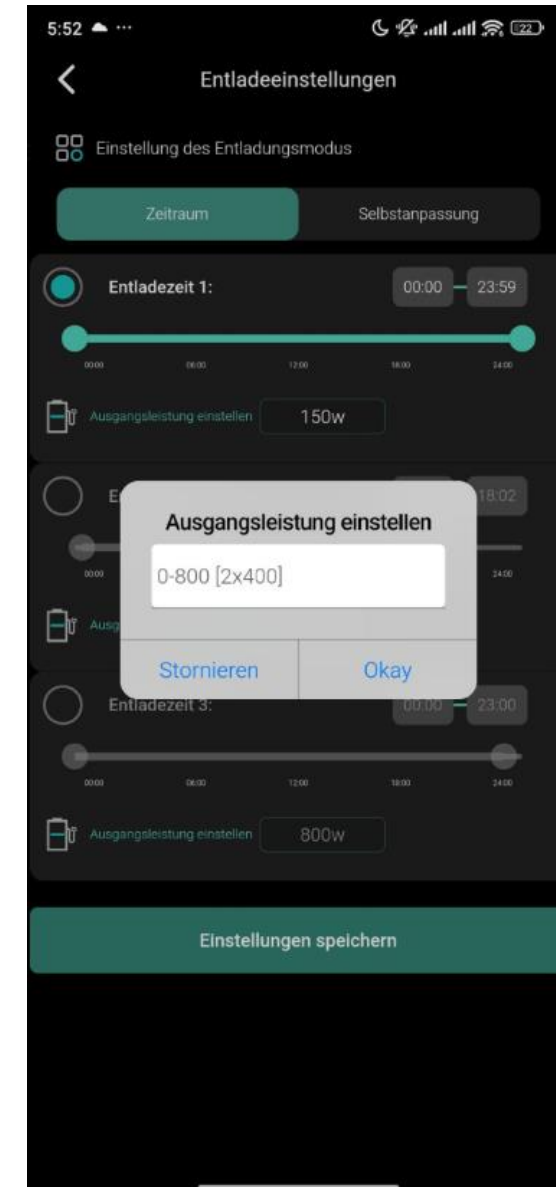 5:52 ...
22
Entladeeinstellungen
Einstellung des Entladungsmodus
Zeitraum Selbstanpassung
Entladezeit 1: 00:00 – 23:59
00:00 06:00 12:00 18:00 24:00
Ausgangsleistung einstellen 150w
18:02
Ausgangsleistung einstellen
0-800 [2x400]
00:00 24:00
Stornieren Okay
Entladezeit 3: 00:00 – 23:00
00:00 06:00 12:00 18:00 24:00
Ausgangsleistung einstellen 800w
Einstellungen speichern